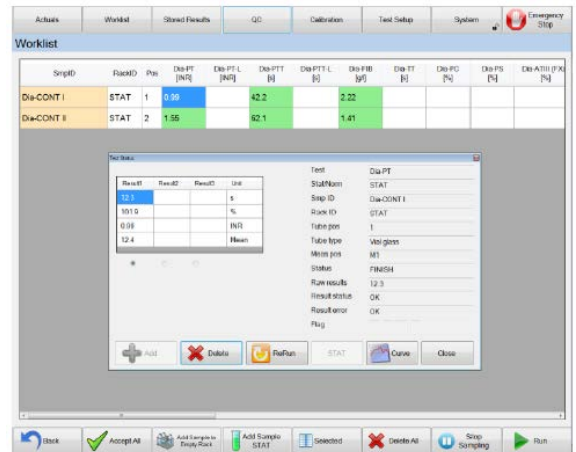 Actuals Worklist Stored Results QC Calibration Test Setup System Emergency Stop
Worklist
SmpID RackID Pos Dia-PT [INR] Dia-PT-L [INR] Dia-PTT [s] Dia-PTT-L [s] Dia-FIB [g/l] Dia-TT [s] Dia-PC [%] Dia-PS [%] Dia-ATIII (FX) [%]
Dia-CONT I STAT 1 0.99 42.2 2.22
Dia-CONT II STAT 2 1.55 62.1 1.41
Test Status
Result1 Result2 Result3 Unit
12.3 s
101.9 %
INR
12.4 Mean
Test Dia-PT
Stat/Norm STAT
Smp ID Dia-CONT I
Rack ID STAT
Tube pos 1
Tube type Vial glass
Meas pos M1
Status FINISH
Raw results 12.3
Result status OK
Result error OK
Flag
Add Delete ReRun STAT Curve Close
Back Accept All Add Sample to Empty Rack Add Sample STAT Selected Delete All Stop Sampling Run